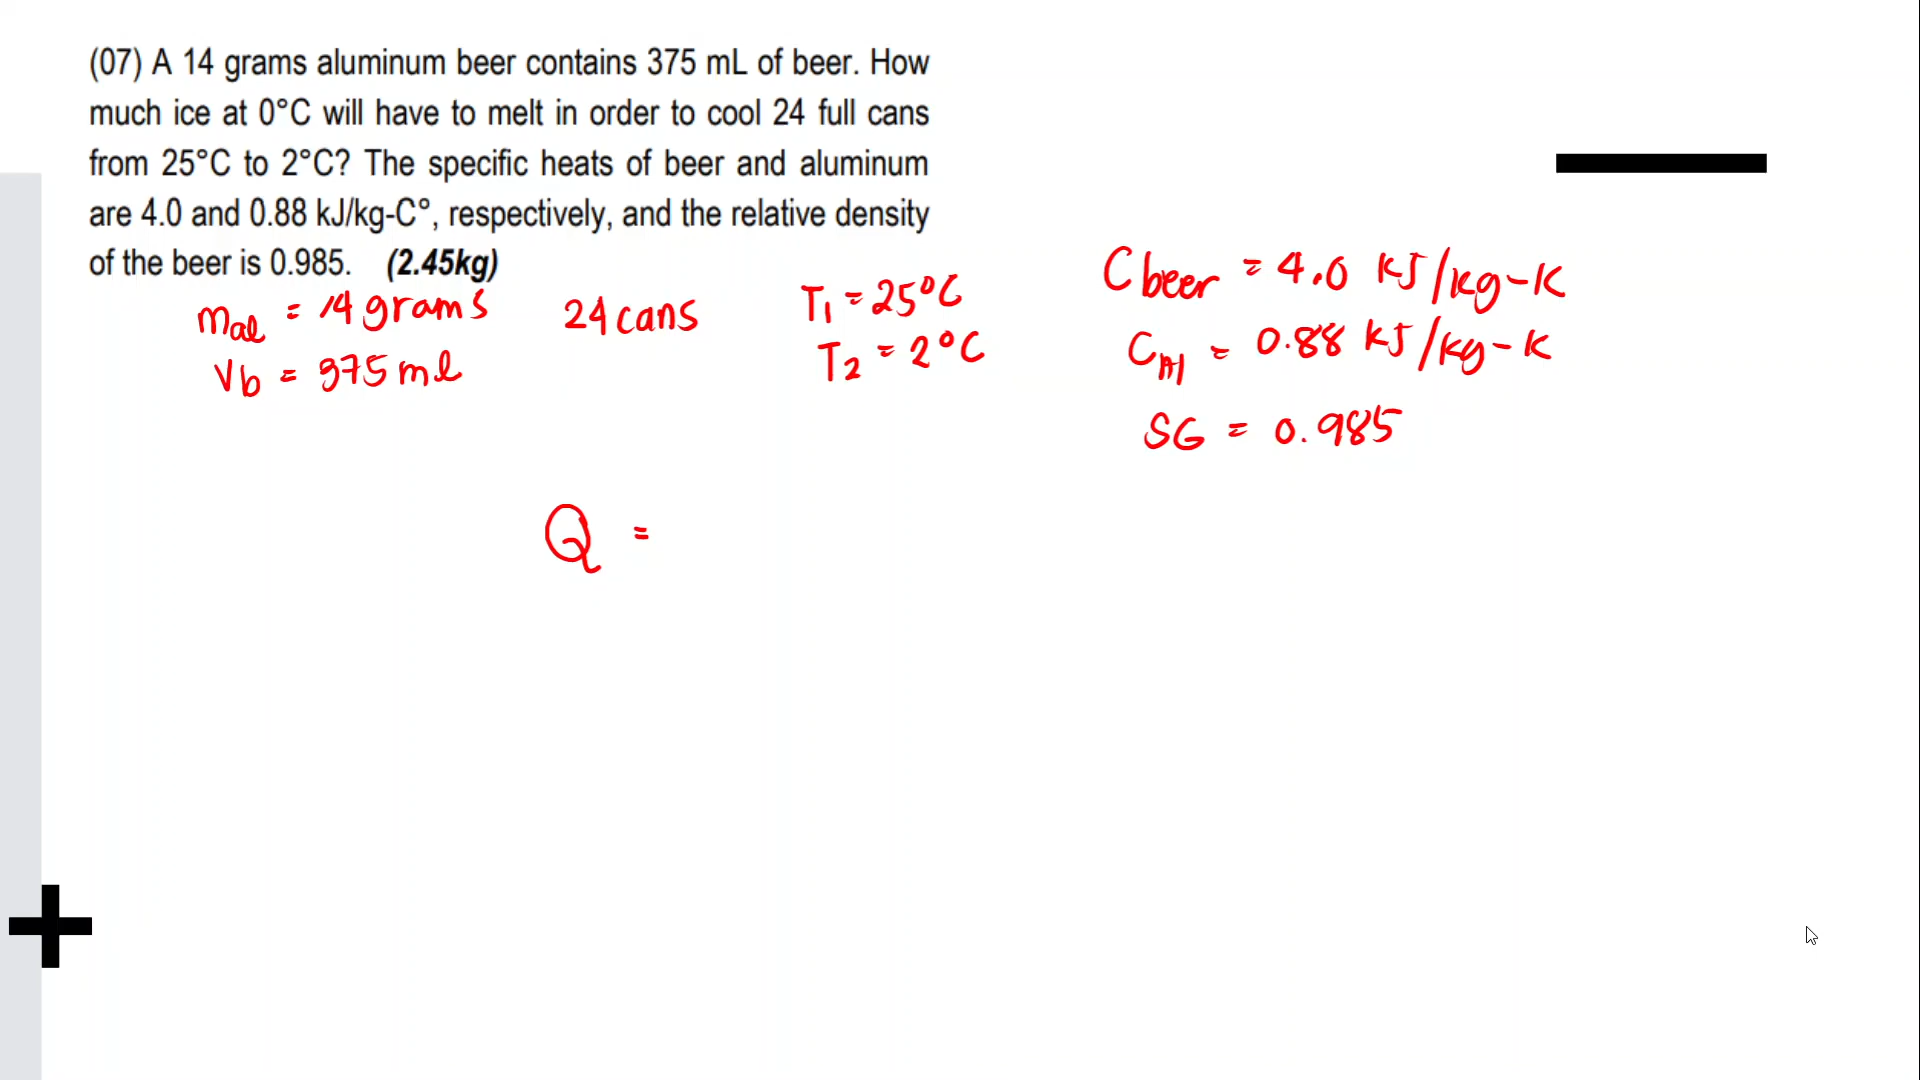 (07) A 14 grams aluminum beer contains 375 mL of beer. How
much ice at 0°C will have to melt in order to cool 24 full cans
from 25°C to 2°C? The specific heats of beer and aluminum
are 4.0 and 0.88 kJ/kg-C°, respectively, and the relative density
of the beer is 0.985. (2.45kg)
mal = 14 grams
Vb = 375 ml
24 cans
T1 = 25°C
T2 = 2°C
Cbeer = 4.0 KJ/kg-K
CAl = 0.88 KJ/kg-K
SG = 0.985
Q =